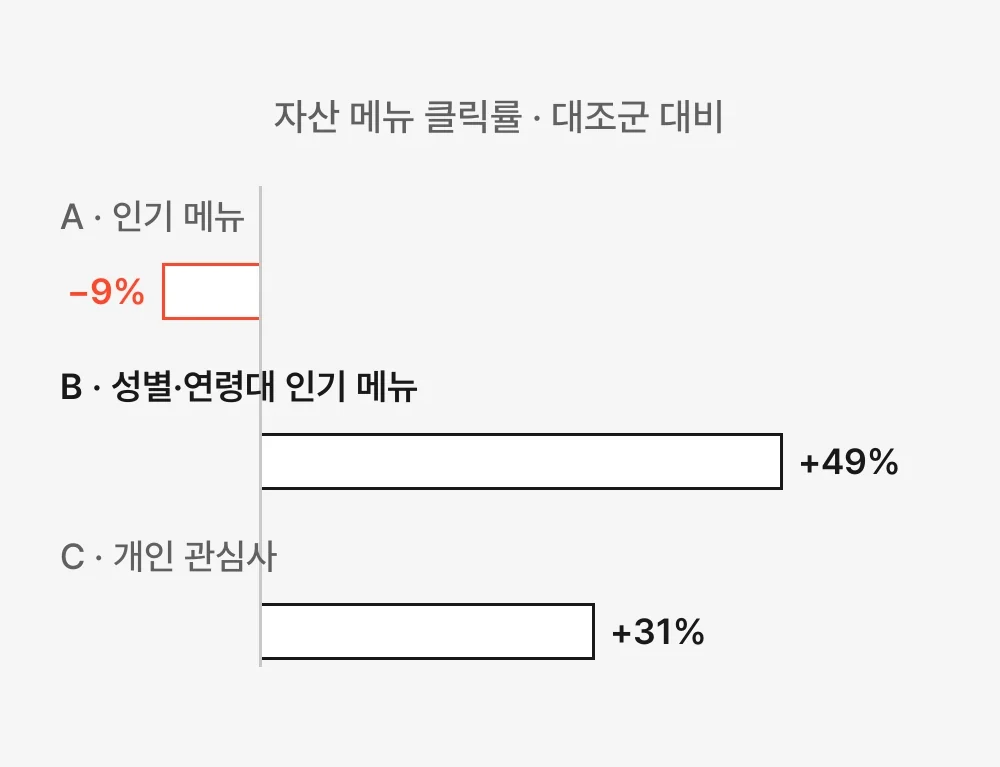 자산 메뉴 클릭률 · 대조군 대비
A · 인기 메뉴
−9%
B · 성별·연령대 인기 메뉴
+49%
C · 개인 관심사
+31%